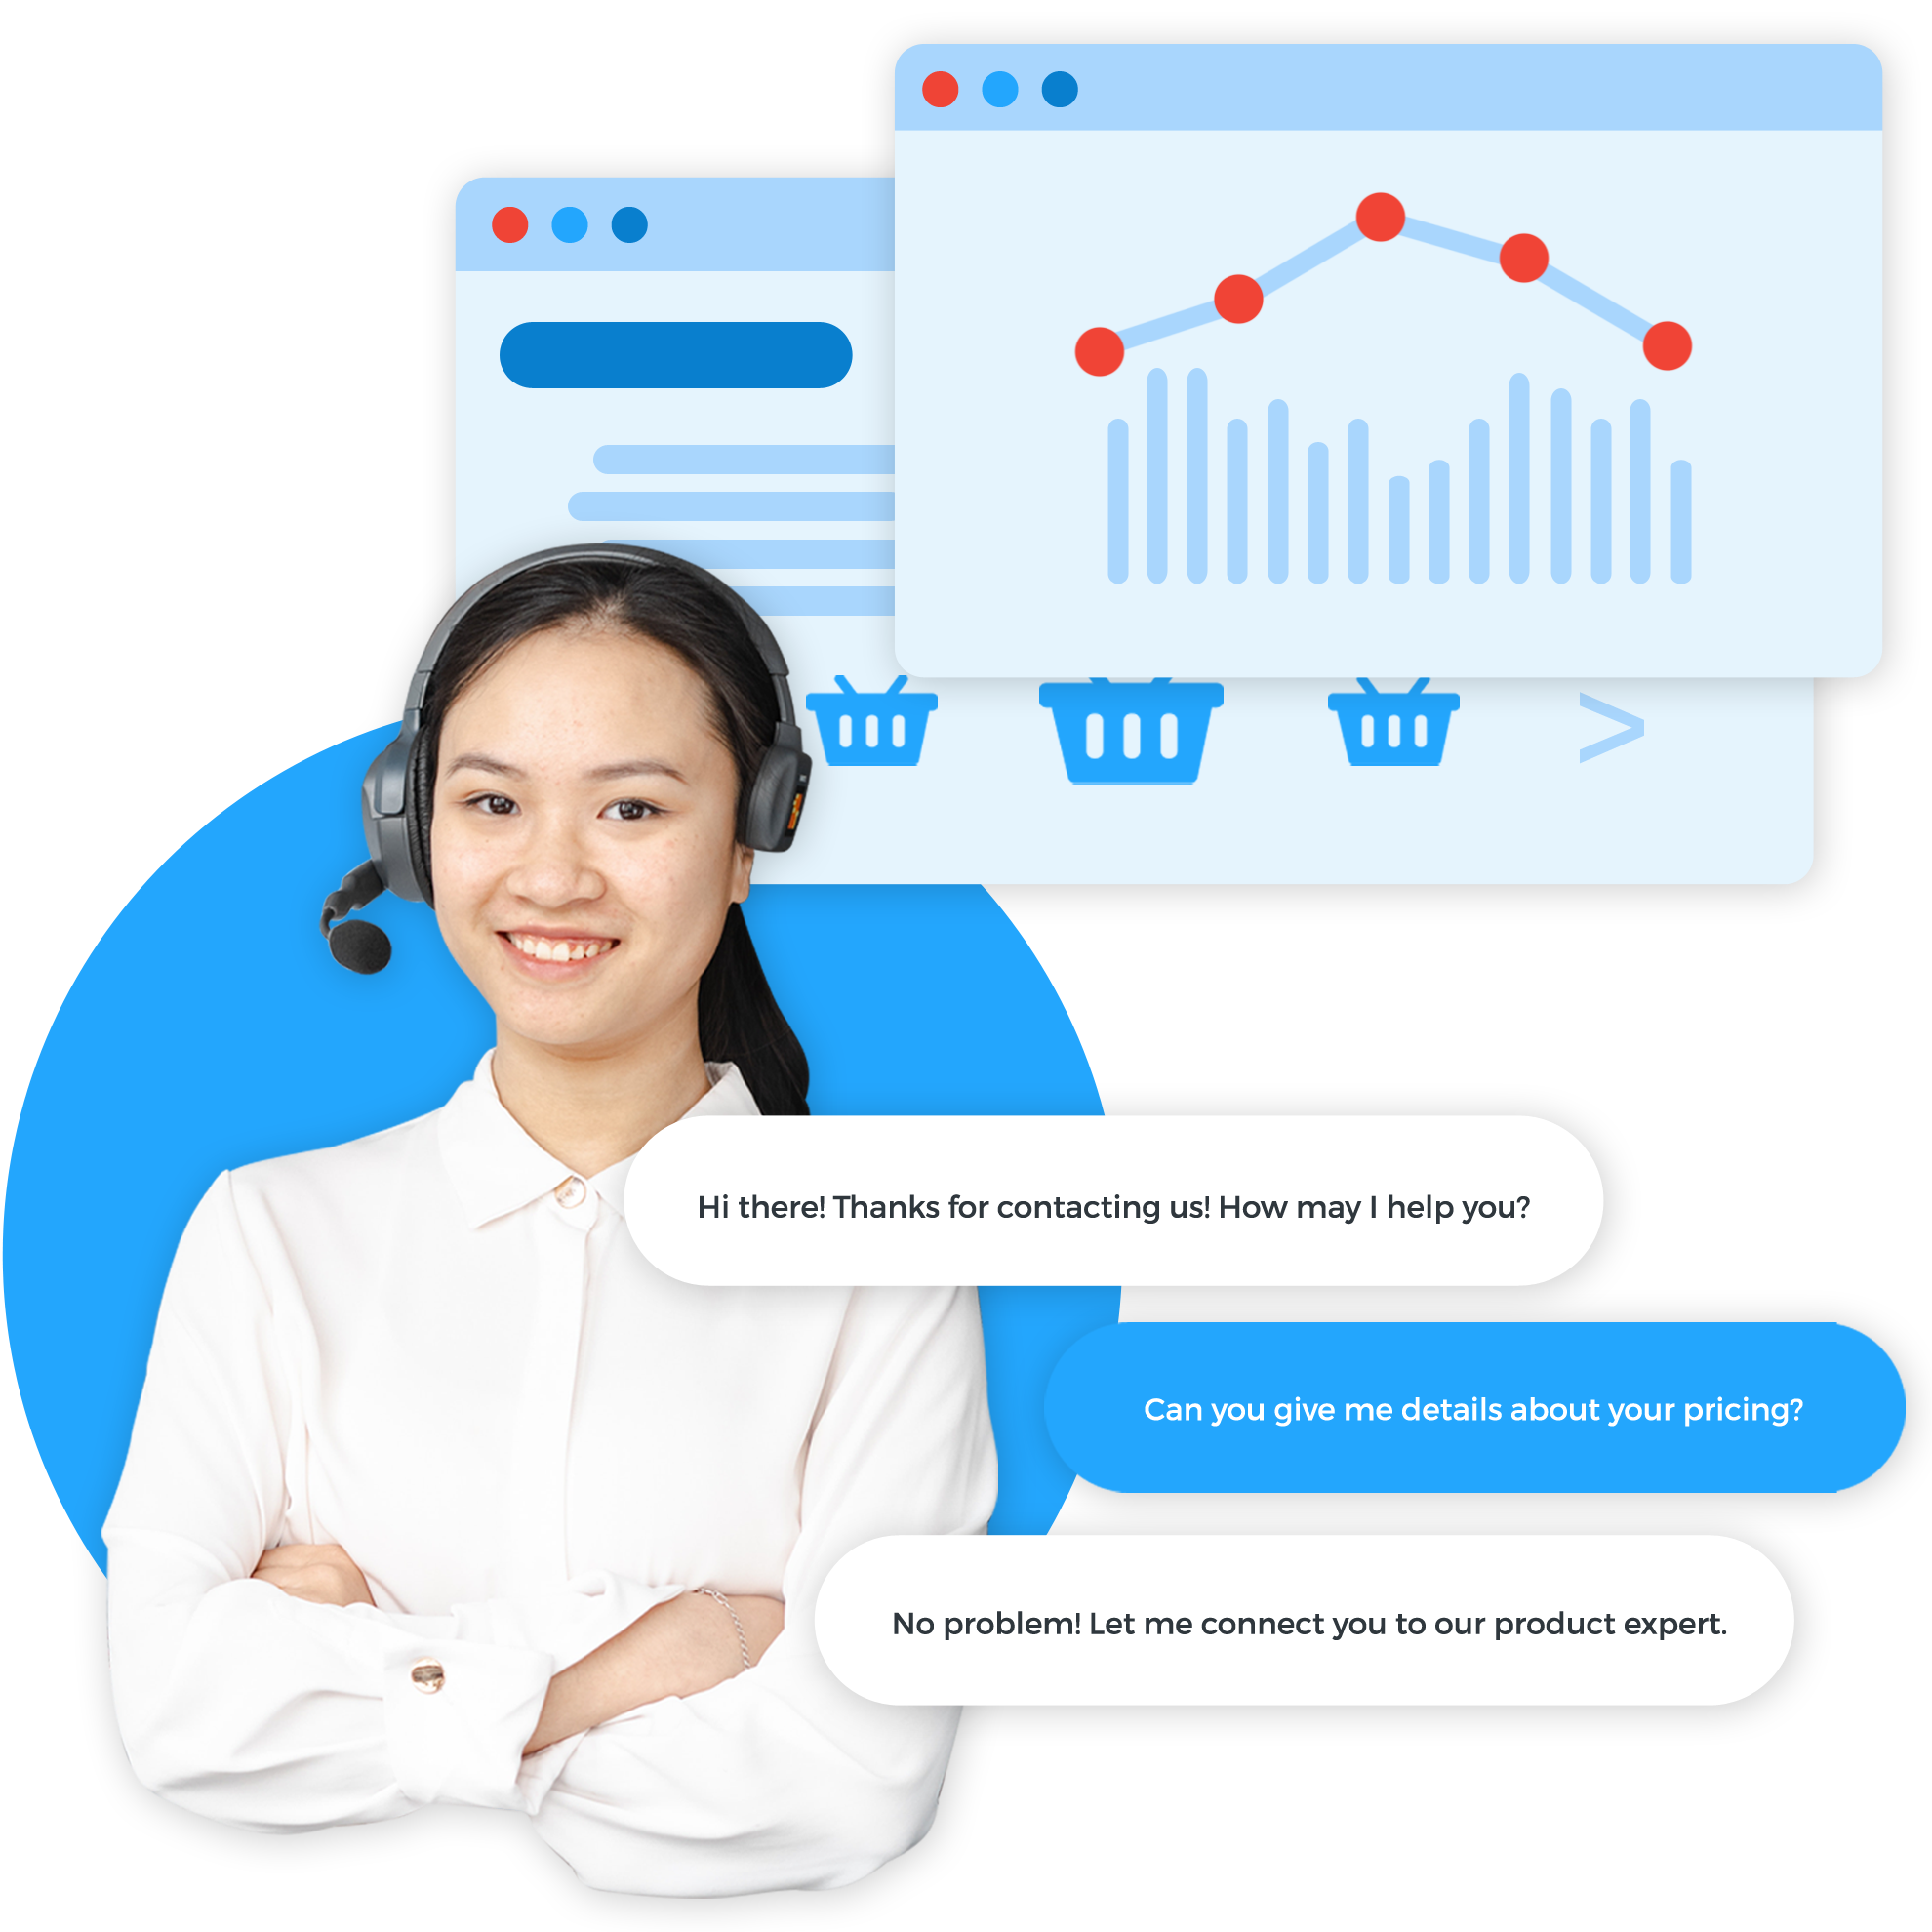 Hi there! Thanks for contacting us! How may I help you?
Can you give me details about your pricing?
No problem! Let me connect you to our product expert.